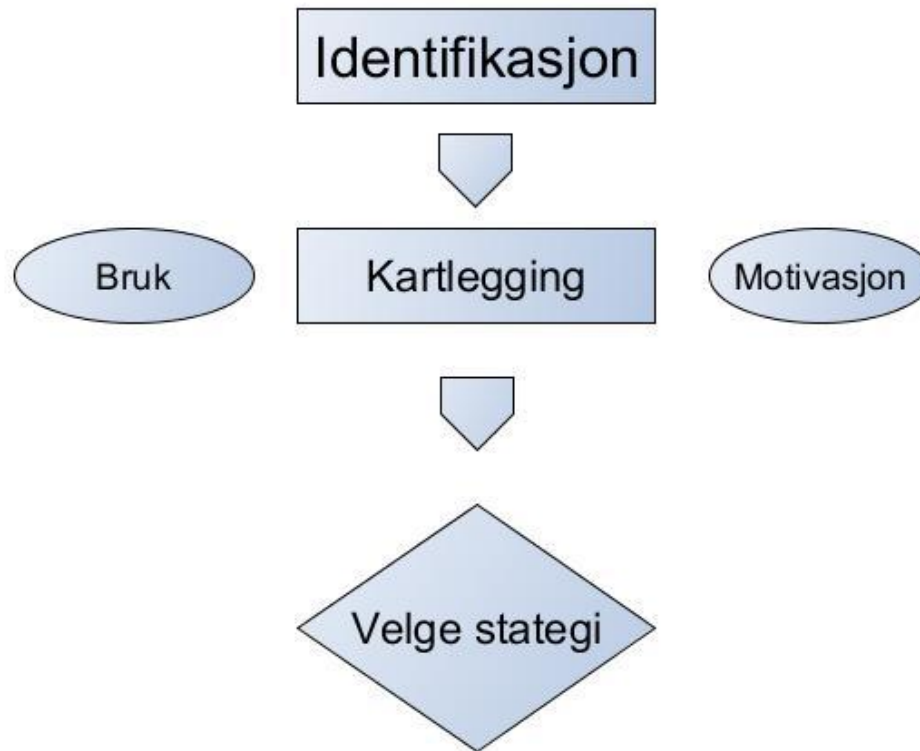 Identifikasjon
Bruk
Kartlegging
Motivasjon
Velge stategi